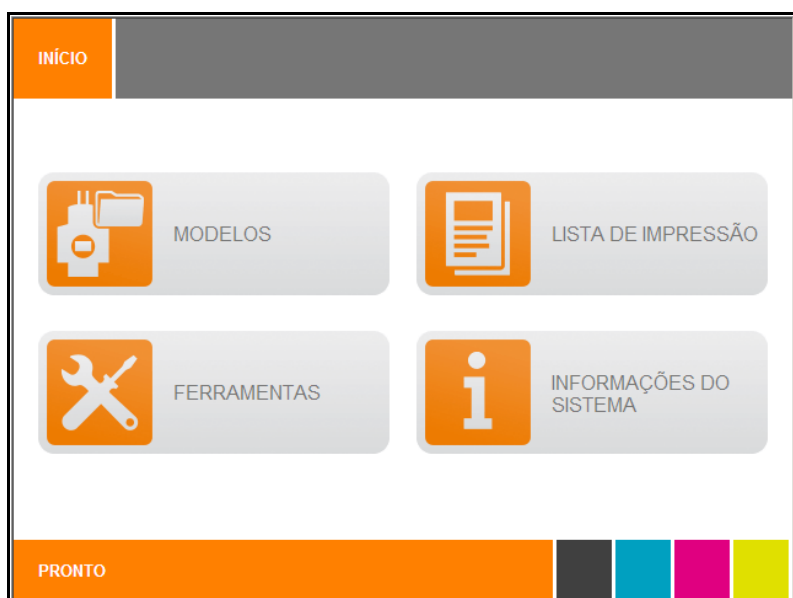 INÍCIO
MODELOS
LISTA DE IMPRESSÃO
FERRAMENTAS
INFORMAÇÕES DO
SISTEMA
PRONTO